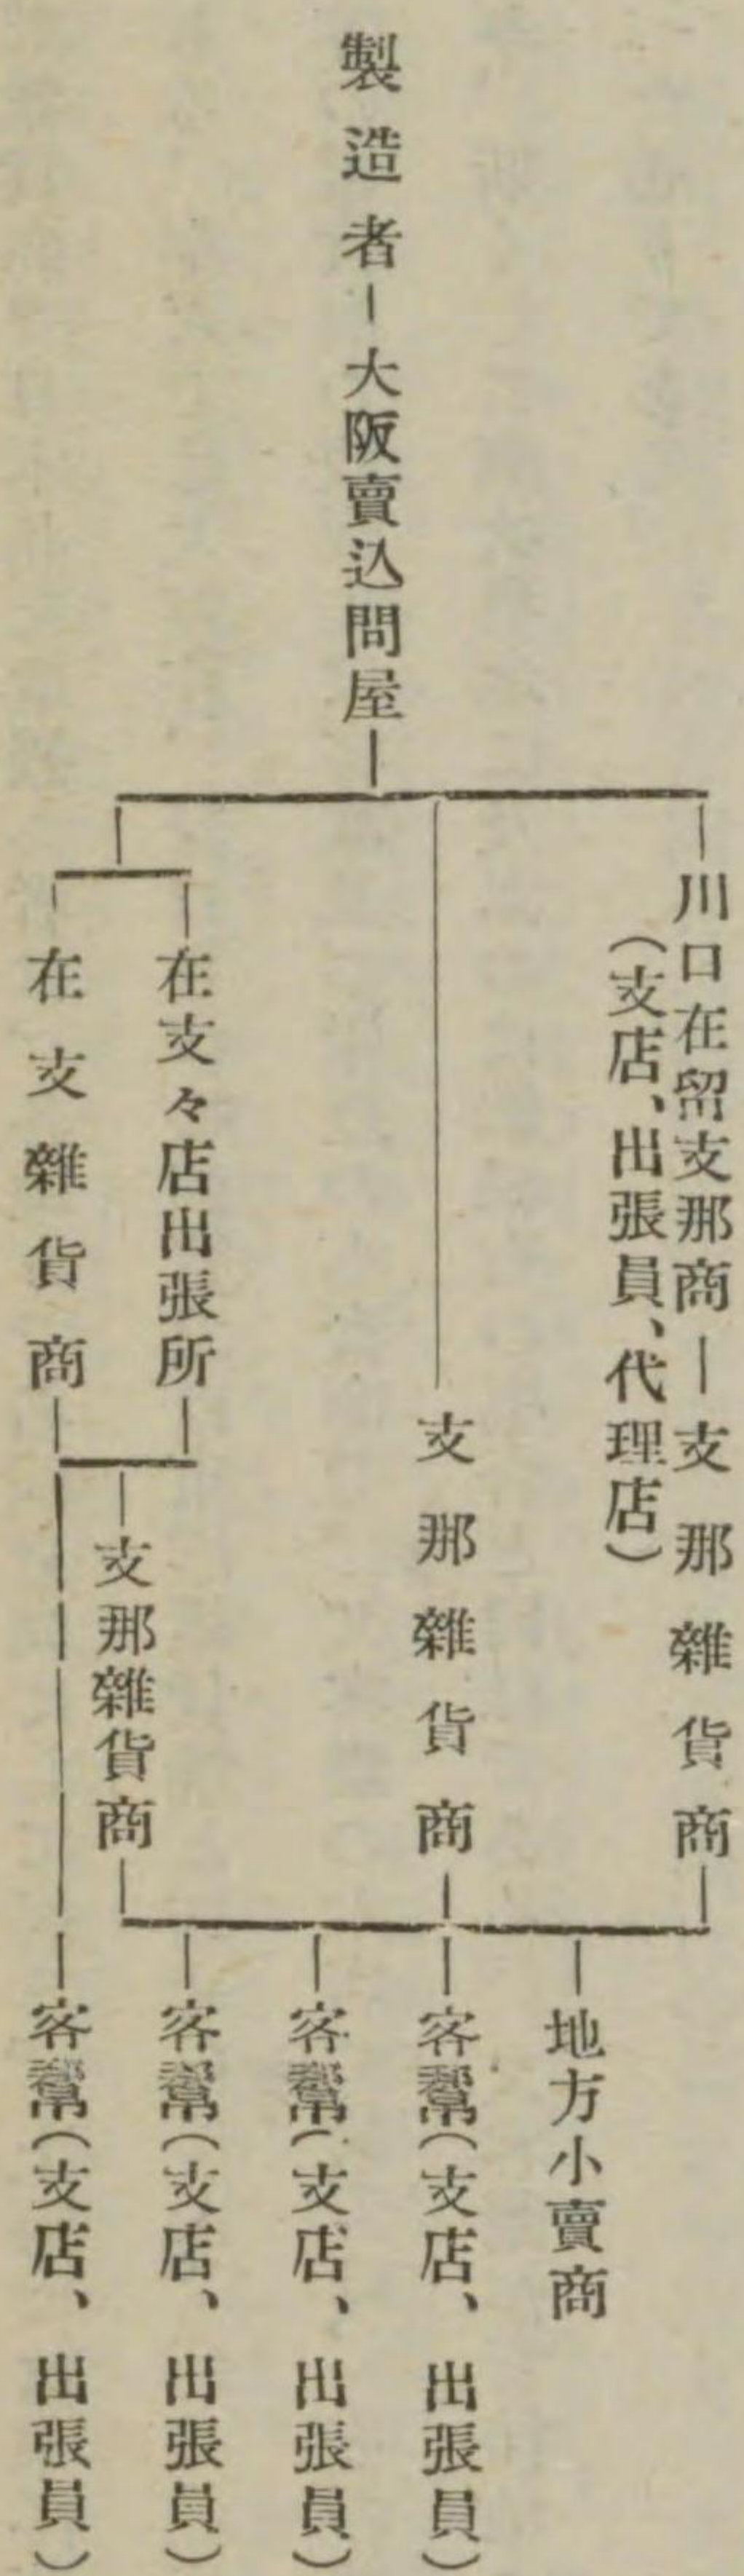 製造者
大阪賣込問屋
川口在留支那商
(支店、出張員、代理店)
支那雜貨商
支那雜貨商
在支々店出張所
在支雜貨商
支那雜貨商
地方小賣商
客幇(支店、出張員)
客幇(支店、出張員)
客幇(支店、出張員)
客幇(支店、出張員)